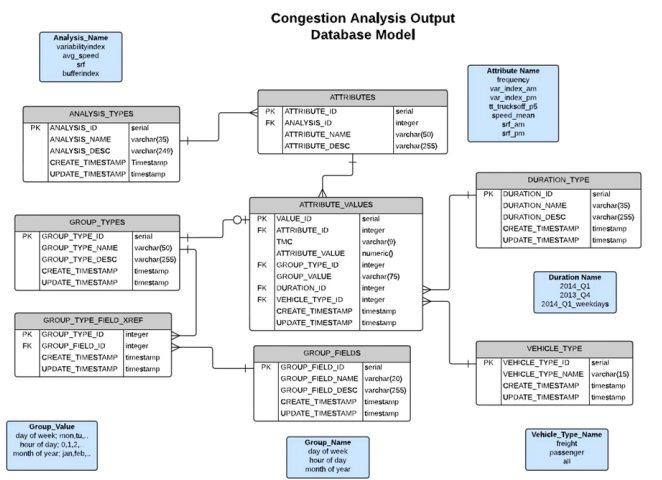 Congestion Analysis Output
Database Model
Analysis_Name
variabilityindex
avg_speed
srf
bufferindex
Attribute Name
frequency
var_index_am
var_index_pm
tt_trucksoff_p5
speed_mean
srf_am
srf_pm
ANALYSIS_TYPES
PK ANALYSIS_ID serial
ANALYSIS_NAME varchar(35)
ANALYSIS_DESC varchar(249)
CREATE_TIMESTAMP Timestamp
UPDATE_TIMESTAMP timestamp
ATTRIBUTES
PK ATTRIBUTE_ID serial
FK ANALYSIS_ID integer
ATTRIBUTE_NAME varchar(50)
ATTRIBUTE_DESC varchar(255)
GROUP_TYPES
PK GROUP_TYPE_ID serial
GROUP_TYPE_NAME varchar(50)
GROUP_TYPE_DESC varchar(255)
CREATE_TIMESTAMP timestamp
UPDATE_TIMESTAMP timestamp
ATTRIBUTE_VALUES
PK VALUE_ID serial
FK ATTRIBUTE_ID integer
TMC varchar(9)
ATTRIBUTE_VALUE numeric()
FK GROUP_TYPE_ID integer
GROUP_VALUE varchar(75)
FK DURATION_ID integer
FK VEHICLE_TYPE_ID integer
CREATE_TIMESTAMP timestamp
UPDATE_TIMESTAMP timestamp
DURATION_TYPE
PK DURATION_ID serial
DURATION_NAME varchar(35)
DURATION_DESC varchar(255)
CREATE_TIMESTAMP timestamp
UPDATE_TIMESTAMP timestamp
Duration Name
2014_Q1
2013_Q4
2014_Q1_weekdays
GROUP_TYPE_FIELD_XREF
PK GROUP_TYPE_ID integer
FK GROUP_FIELD_ID integer
CREATE_TIMESTAMP timestamp
UPDATE_TIMESTAMP timestamp
GROUP_FIELDS
PK GROUP_FIELD_ID serial
GROUP_FIELD_NAME varchar(20)
GROUP_FIELD_DESC varchar(255)
CREATE_TIMESTAMP timestamp
UPDATE_TIMESTAMP timestamp
VEHICLE_TYPE
PK VEHICLE_TYPE_ID serial
VEHICLE_TYPE_NAME varchar(15)
CREATE_TIMESTAMP timestamp
UPDATE_TIMESTAMP timestamp
Group_Value
day of week; mon,tu,..
hour of day; 0,1,2,.
month of year; jan,feb,..
Group_Name
day of week
hour of day
month of year
Vehicle_Type_Name
freight
passenger
all